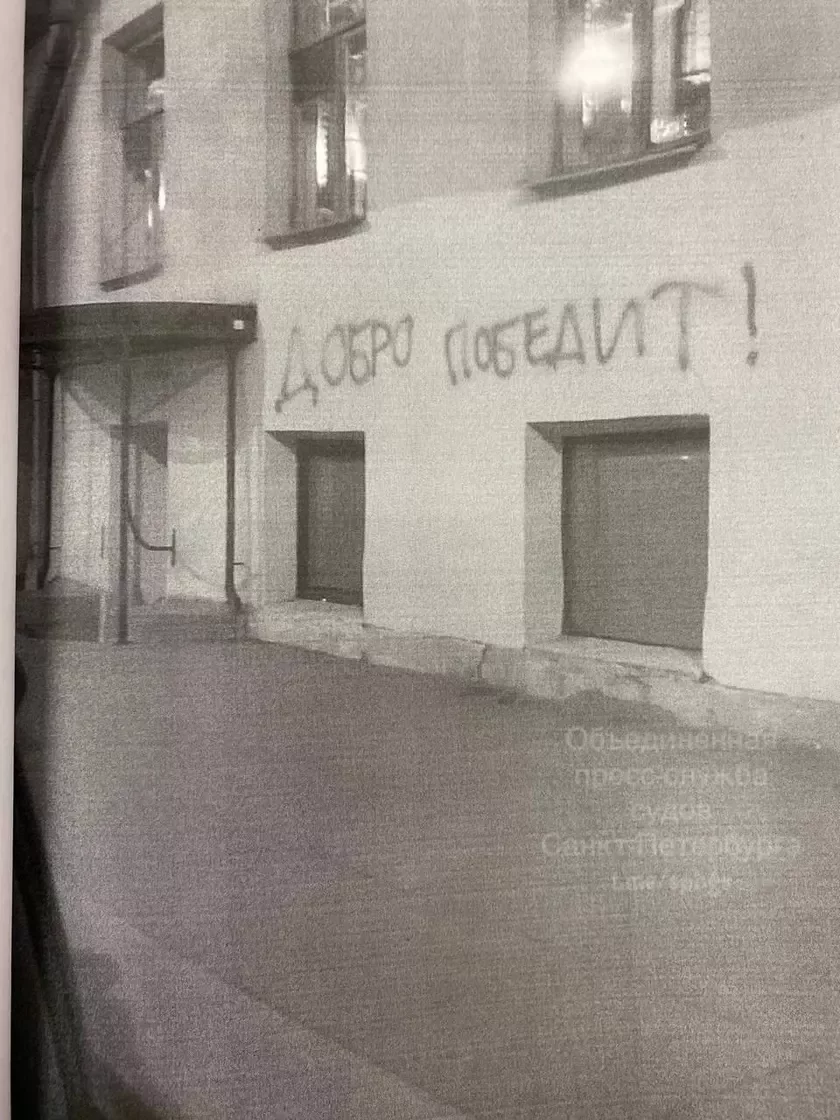 ДОБРО ПОБЕДИТ!
Объединенная
пресс-служба
судов
Санкт-Петербурга